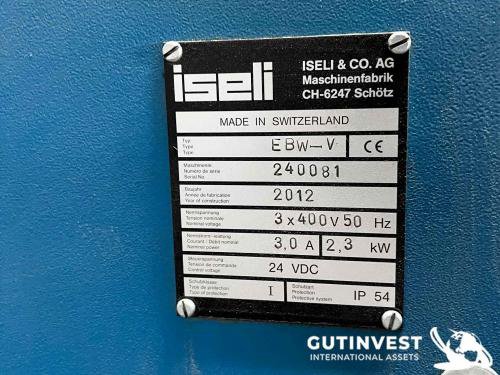 iseli
ISELI & CO. AG
Maschinenfabrik
CH-6247 Schötz
MADE IN SWITZERLAND
Typ
Type
Type
EBW-V
CE
Maschinennr.
Numéro de série
Serial No.
240081
Baujahr
Année de fabrication
Year of construction
2012
Nennspannung
Tension nominale
Nominal voltage
3x400V50 Hz
Nennstrom/-leistung
Courant / Débit nominal
Nominal power
3,0 A
2,3 kW
Steuerspannung
Tension de commande
Control voltage
24 VDC
Schutzklasse
Type de protection
Type of protection
I
Schutzart
Protection
Protective system
IP 54
GUTINVEST
INTERNATIONAL ASSETS